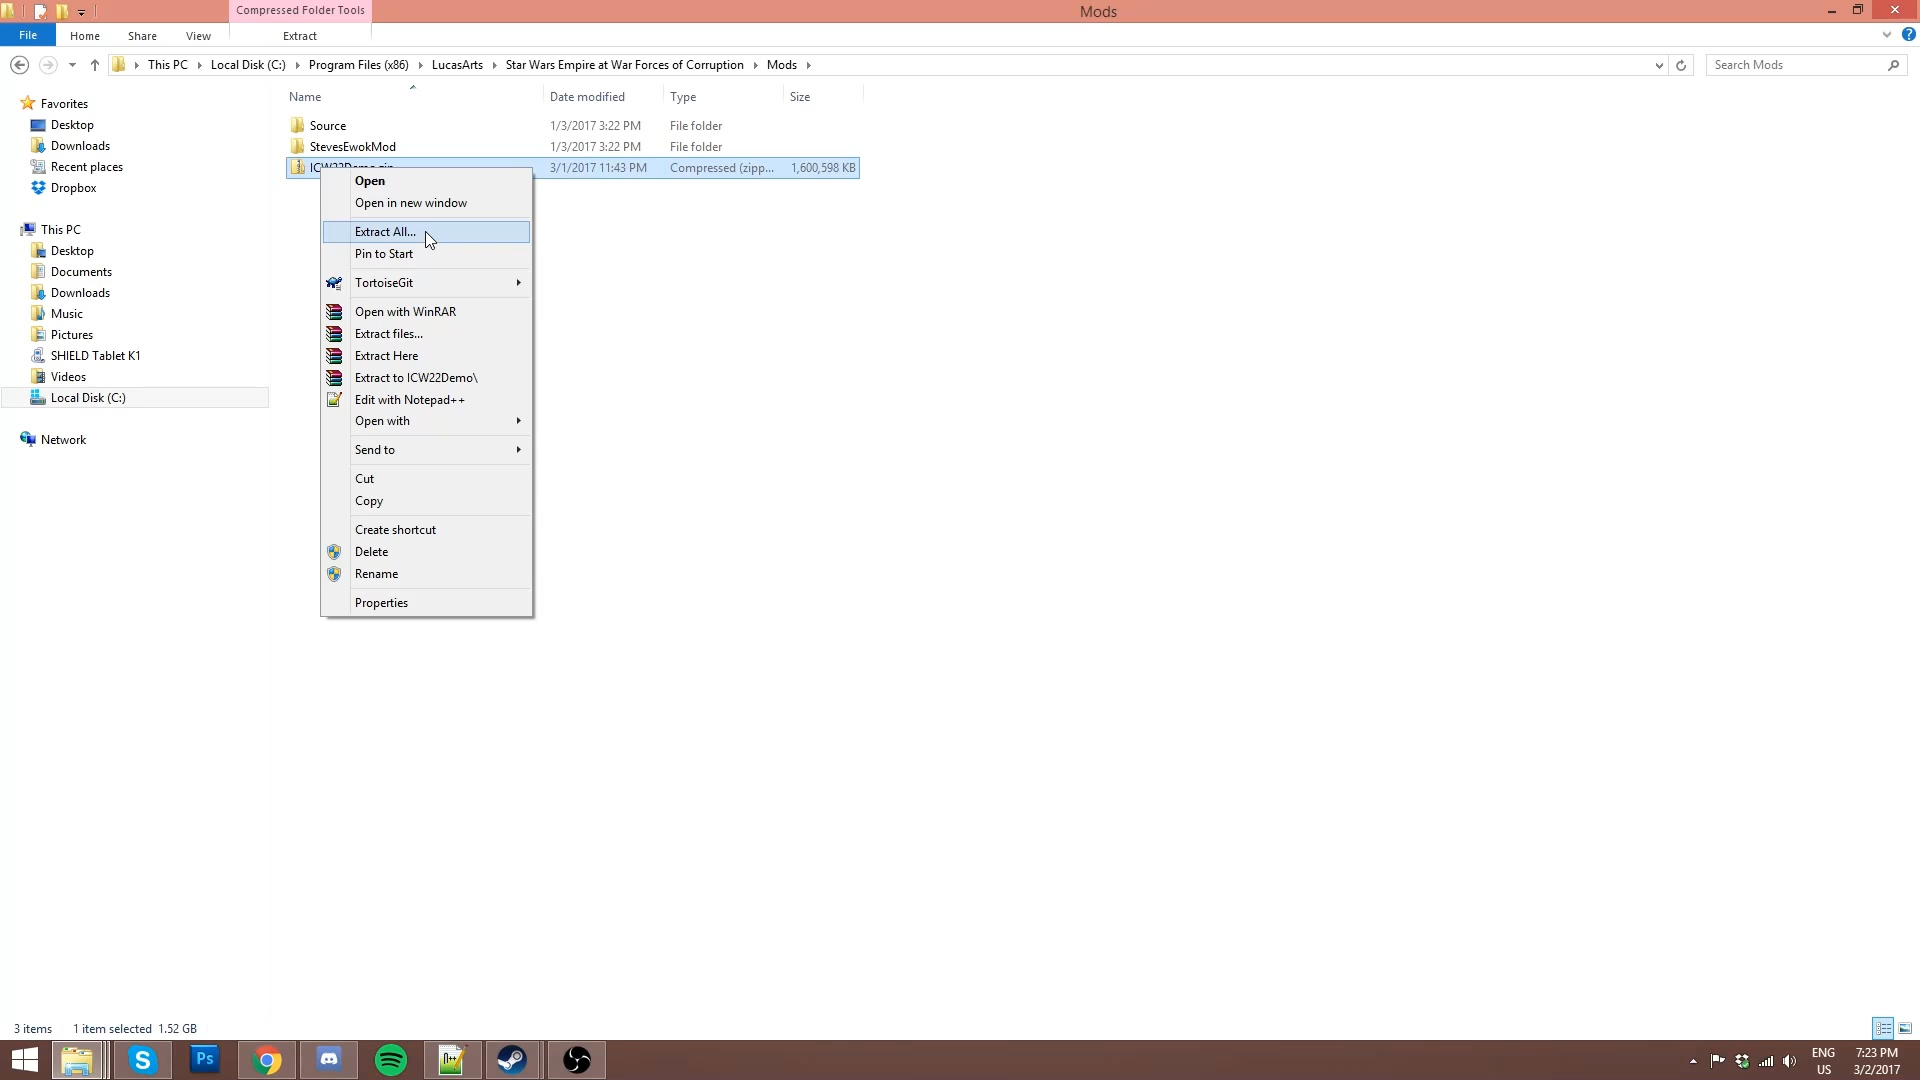 Compressed Folder Tools
Mods
File Home Share View Extract
This PC Local Disk (C:) Program Files (x86) LucasArts Star Wars Empire at War Forces of Corruption Mods
Search Mods
Name Date modified Type Size
Favorites
Desktop
Downloads
Recent places
Dropbox
This PC
Desktop
Documents
Downloads
Music
Pictures
SHIELD Tablet K1
Videos
Local Disk (C:)
Network
Source 1/3/2017 3:22 PM File folder
StevesEwokMod 1/3/2017 3:22 PM File folder
ICW22Demo.zip 3/1/2017 11:43 PM Compressed (zipp... 1,600,598 KB
Open
Open in new window
Extract All...
Pin to Start
TortoiseGit
Open with WinRAR
Extract files...
Extract Here
Extract to ICW22Demo\
Edit with Notepad++
Open with
Send to
Cut
Copy
Create shortcut
Delete
Rename
Properties
3 items 1 item selected 1.52 GB
Ps
ENG
US
7:23 PM
3/2/2017